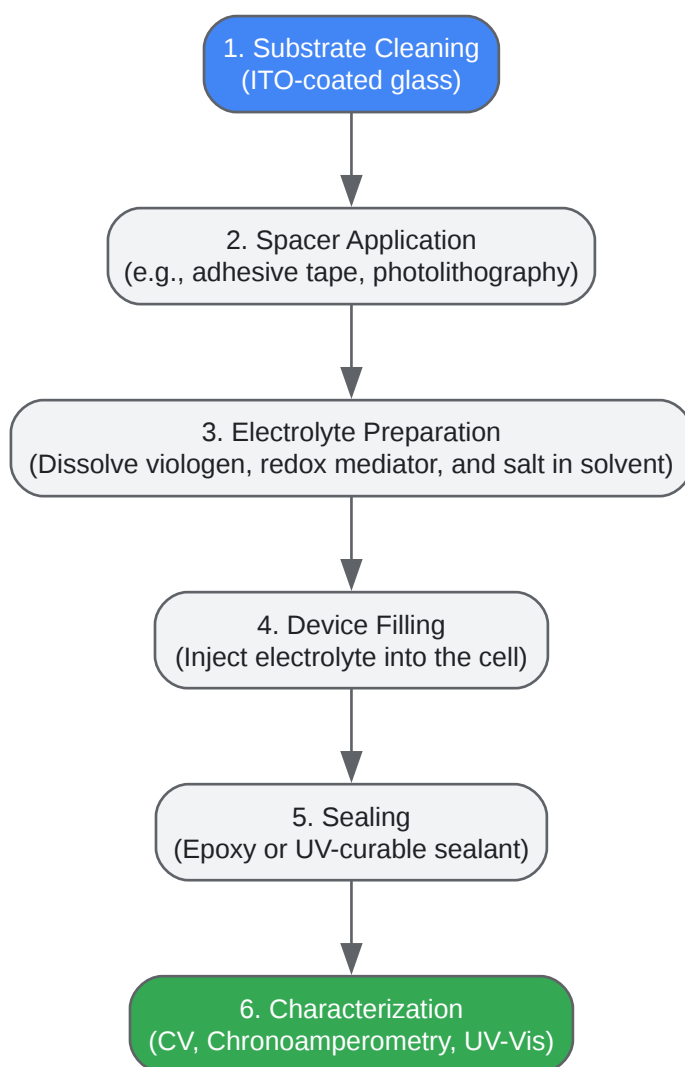 1. Substrate Cleaning
(ITO-coated glass)
2. Spacer Application
(e.g., adhesive tape, photolithography)
3. Electrolyte Preparation
(Dissolve viologen, redox mediator, and salt in solvent)
4. Device Filling
(Inject electrolyte into the cell)
5. Sealing
(Epoxy or UV-curable sealant)
6. Characterization
(CV, Chronoamperometry, UV-Vis)